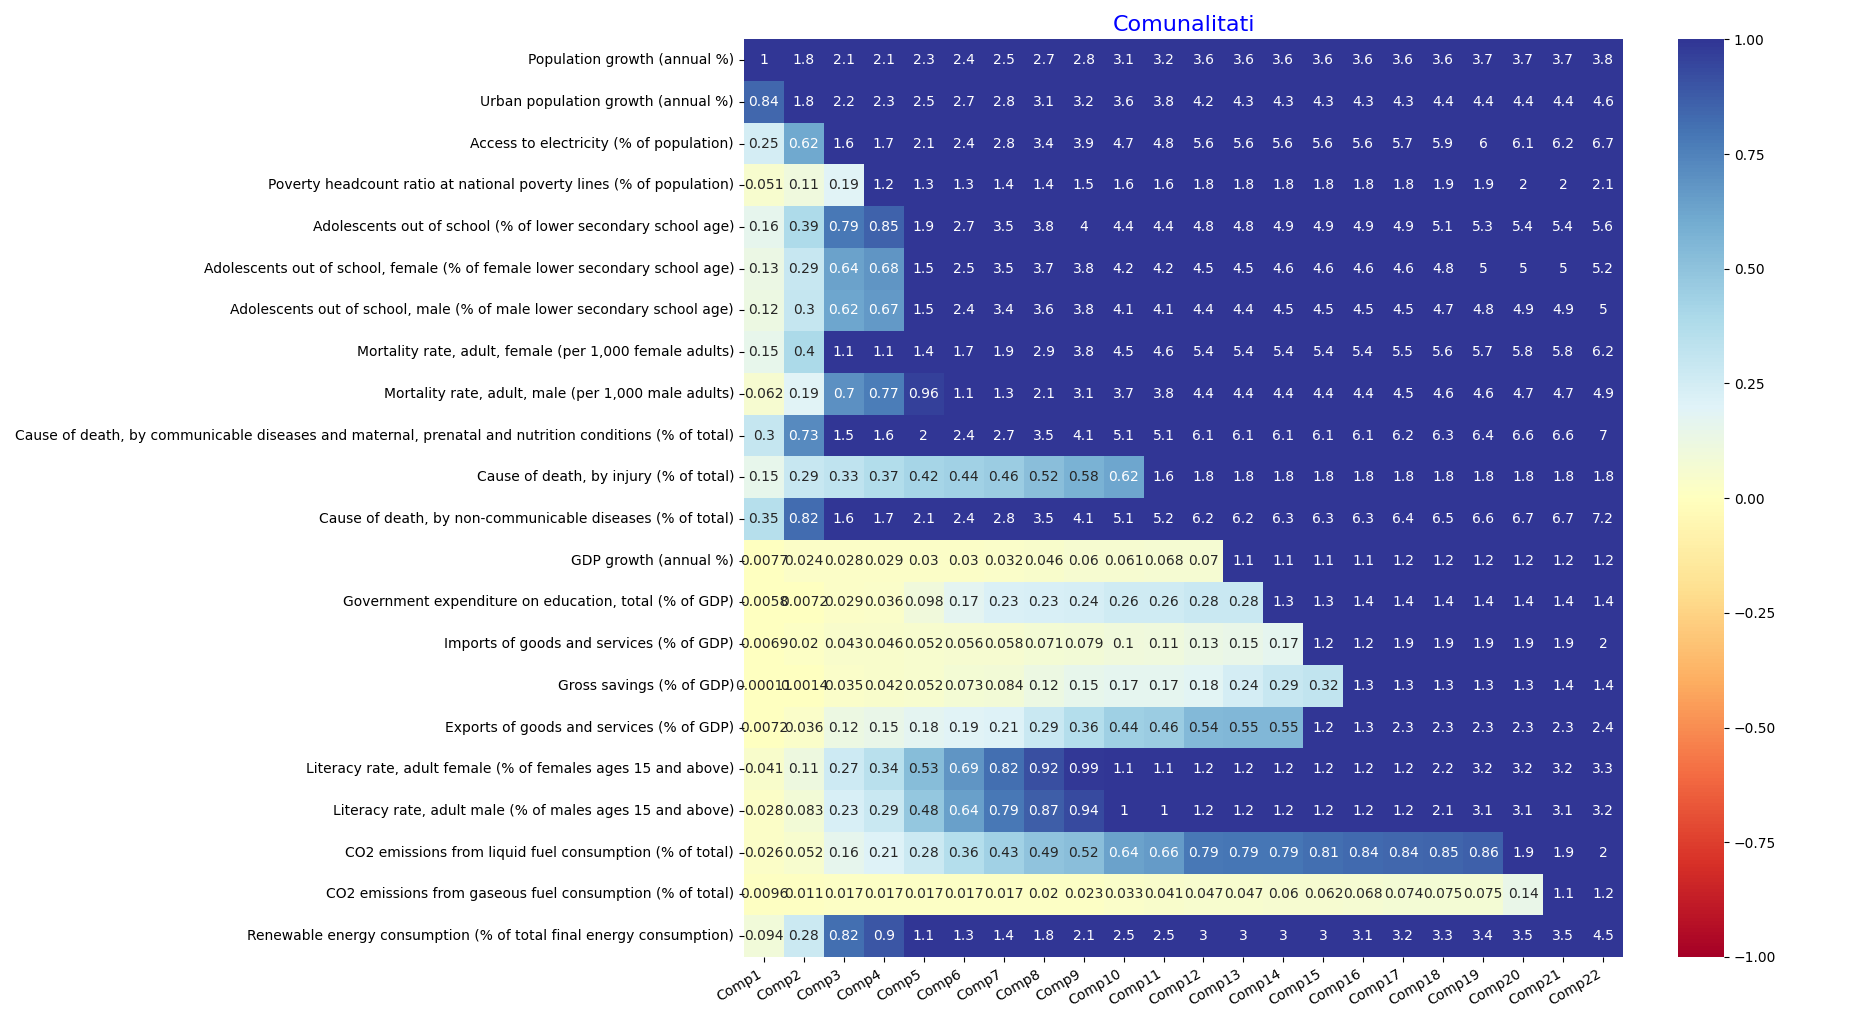 Comunalitati
Population growth (annual %) 1 1.8 2.1 2.1 2.3 2.4 2.5 2.7 2.8 3.1 3.2 3.6 3.6 3.6 3.6 3.6 3.6 3.6 3.7 3.7 3.7 3.8
Urban population growth (annual %) 0.84 1.8 2.2 2.3 2.5 2.7 2.8 3.1 3.2 3.6 3.8 4.2 4.3 4.3 4.3 4.3 4.3 4.4 4.4 4.4 4.4 4.6
Access to electricity (% of population) 0.25 0.62 1.6 1.7 2.1 2.4 2.8 3.4 3.9 4.7 4.8 5.6 5.6 5.6 5.6 5.6 5.7 5.9 6 6.1 6.2 6.7
Poverty headcount ratio at national poverty lines (% of population) 0.051 0.11 0.19 1.2 1.3 1.3 1.4 1.4 1.5 1.6 1.6 1.8 1.8 1.8 1.8 1.8 1.8 1.9 1.9 2 2 2.1
Adolescents out of school (% of lower secondary school age) 0.16 0.39 0.79 0.85 1.9 2.7 3.5 3.8 4 4.4 4.4 4.8 4.8 4.9 4.9 4.9 4.9 5.1 5.3 5.4 5.4 5.6
Adolescents out of school, female (% of female lower secondary school age) 0.13 0.29 0.64 0.68 1.5 2.5 3.5 3.7 3.8 4.2 4.2 4.5 4.5 4.6 4.6 4.6 4.6 4.8 5 5 5 5.2
Adolescents out of school, male (% of male lower secondary school age) 0.12 0.3 0.62 0.67 1.5 2.4 3.4 3.6 3.8 4.1 4.1 4.4 4.4 4.5 4.5 4.5 4.5 4.7 4.8 4.9 4.9 5
Mortality rate, adult, female (per 1,000 female adults) 0.15 0.4 1.1 1.1 1.4 1.7 1.9 2.9 3.8 4.5 4.6 5.4 5.4 5.4 5.4 5.4 5.5 5.6 5.7 5.8 5.8 6.2
Mortality rate, adult, male (per 1,000 male adults) 0.062 0.19 0.7 0.77 0.96 1.1 1.3 2.1 3.1 3.7 3.8 4.4 4.4 4.4 4.4 4.4 4.5 4.6 4.6 4.7 4.7 4.9
Cause of death, by communicable diseases and maternal, prenatal and nutrition conditions (% of total) 0.3 0.73 1.5 1.6 2 2.4 2.7 3.5 4.1 5.1 5.1 6.1 6.1 6.1 6.1 6.1 6.2 6.3 6.4 6.6 6.6 7
Cause of death, by injury (% of total) 0.15 0.29 0.33 0.37 0.42 0.44 0.46 0.52 0.58 0.62 1.6 1.8 1.8 1.8 1.8 1.8 1.8 1.8 1.8 1.8 1.8 1.8
Cause of death, by non-communicable diseases (% of total) 0.35 0.82 1.6 1.7 2.1 2.4 2.8 3.5 4.1 5.1 5.2 6.2 6.2 6.3 6.3 6.3 6.4 6.5 6.6 6.7 6.7 7.2
GDP growth (annual %) 0.0077 0.024 0.028 0.029 0.03 0.03 0.032 0.046 0.06 0.061 0.068 0.07 1.1 1.1 1.1 1.1 1.2 1.2 1.2 1.2 1.2 1.2
Government expenditure on education, total (% of GDP) 0.0058 0.0072 0.029 0.036 0.098 0.17 0.23 0.23 0.24 0.26 0.26 0.28 0.28 1.3 1.3 1.4 1.4 1.4 1.4 1.4 1.4 1.4
Imports of goods and services (% of GDP) 0.0069 0.02 0.043 0.046 0.052 0.056 0.058 0.071 0.079 0.1 0.11 0.13 0.15 0.17 1.2 1.2 1.9 1.9 1.9 1.9 1.9 2
Gross savings (% of GDP) 0.00011 0.0014 0.035 0.042 0.052 0.073 0.084 0.12 0.15 0.17 0.17 0.18 0.24 0.29 0.32 1.3 1.3 1.3 1.3 1.3 1.4 1.4
Exports of goods and services (% of GDP) 0.0072 0.036 0.12 0.15 0.18 0.19 0.21 0.29 0.36 0.44 0.46 0.54 0.55 0.55 1.2 1.3 2.3 2.3 2.3 2.3 2.3 2.4
Literacy rate, adult female (% of females ages 15 and above) 0.041 0.11 0.27 0.34 0.53 0.69 0.82 0.92 0.99 1.1 1.1 1.2 1.2 1.2 1.2 1.2 1.2 2.2 3.2 3.2 3.2 3.3
Literacy rate, adult male (% of males ages 15 and above) 0.028 0.083 0.23 0.29 0.48 0.64 0.79 0.87 0.94 1 1 1.2 1.2 1.2 1.2 1.2 1.2 2.1 3.1 3.1 3.1 3.2
CO2 emissions from liquid fuel consumption (% of total) 0.026 0.052 0.16 0.21 0.28 0.36 0.43 0.49 0.52 0.64 0.66 0.79 0.79 0.79 0.81 0.84 0.84 0.85 0.86 1.9 1.9 2
CO2 emissions from gaseous fuel consumption (% of total) 0.0096 0.011 0.017 0.017 0.017 0.017 0.017 0.02 0.023 0.033 0.041 0.047 0.047 0.06 0.062 0.068 0.074 0.075 0.075 0.14 1.1 1.2
Renewable energy consumption (% of total final energy consumption) 0.094 0.28 0.82 0.9 1.1 1.3 1.4 1.8 2.1 2.5 2.5 3 3 3 3 3.1 3.2 3.3 3.4 3.5 3.5 4.5
Comp1 Comp2 Comp3 Comp4 Comp5 Comp6 Comp7 Comp8 Comp9 Comp10 Comp11 Comp12 Comp13 Comp14 Comp15 Comp16 Comp17 Comp18 Comp19 Comp20 Comp21 Comp22
1.00
0.75
0.50
0.25
0.00
−0.25
−0.50
−0.75
−1.00